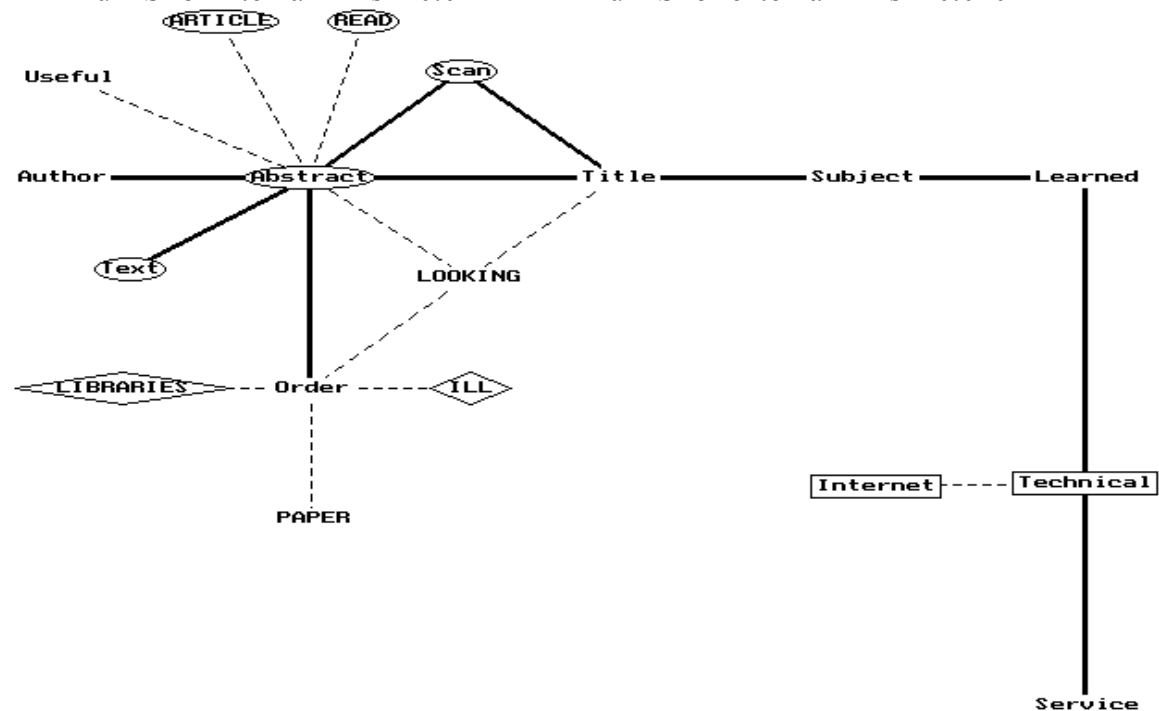 ARTICLE READ
Useful
Scan
Author Abstract Title Subject Learned
Text
LOOKING
LIBRARIES Order ILL
Internet Technical
PAPER
Service